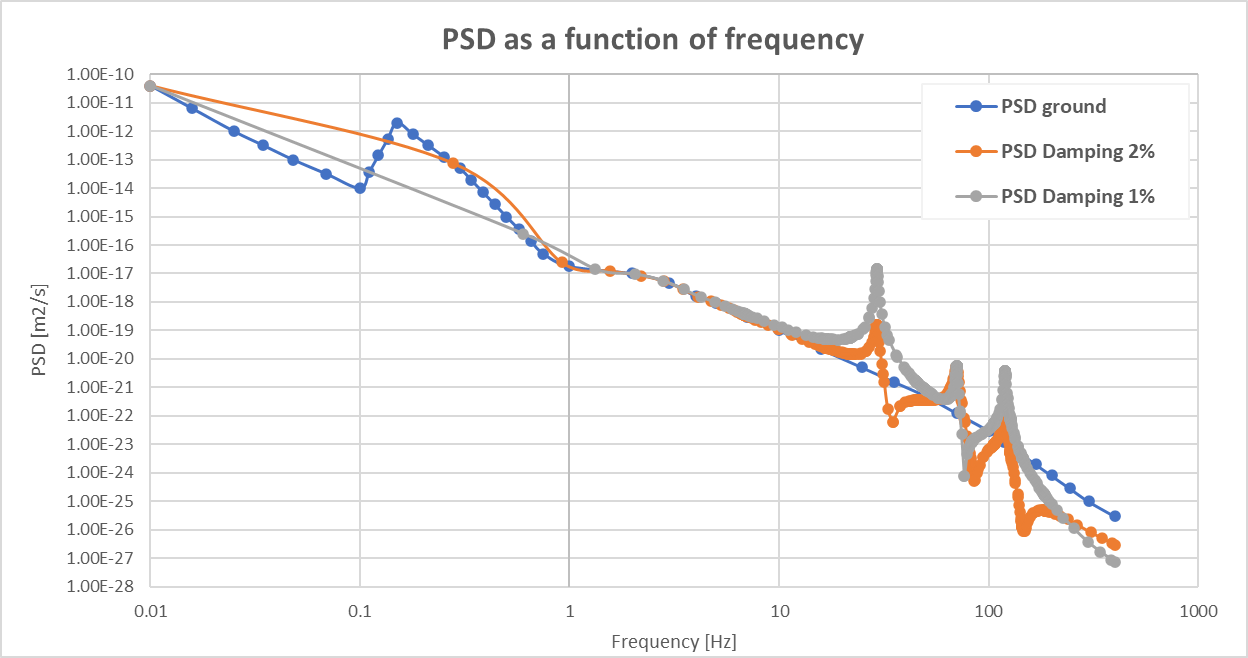 PSD as a function of frequency
1.00E-10
1.00E-11
1.00E-12
1.00E-13
1.00E-14
1.00E-15
1.00E-16
1.00E-17
1.00E-18
1.00E-19
1.00E-20
1.00E-21
1.00E-22
1.00E-23
1.00E-24
1.00E-25
1.00E-26
1.00E-27
1.00E-28
PSD [m2/s]
PSD ground
PSD Damping 2%
PSD Damping 1%
0.01 0.1 1 10 100 1000
Frequency [Hz]